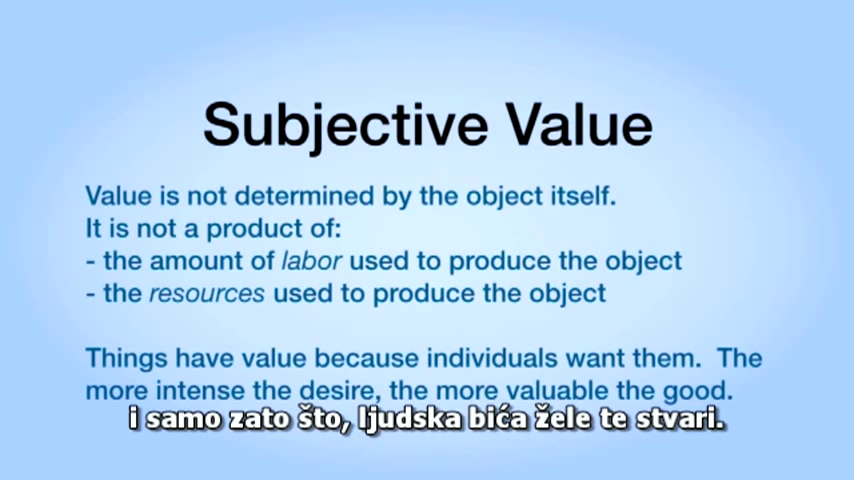 Subjective Value
Value is not determined by the object itself.
It is not a product of:
- the amount of labor used to produce the object
- the resources used to produce the object
Things have value because individuals want them. The
more intense the desire, the more valuable the good.
i samo zato što, ljudska bića žele te stvari.